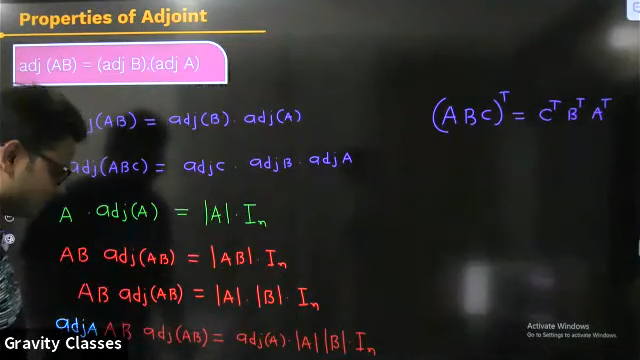 Properties of Adjoint
adj (AB) = (adj B).(adj A)
j(AB) = adj(B) · adj(A)
(ABC)ᵀ = Cᵀ Bᵀ Aᵀ
adj(ABC) = adjC · adjB · adjA
A · adj(A) = |A| · Iₙ
AB adj(AB) = |AB| · Iₙ
AB adj(AB) = |A| · |B| · Iₙ
adjA AB adj(AB) = adj(A) · |A| |B| · Iₙ
Activate Windows
Go to Settings to activate Windows.
Gravity Classes